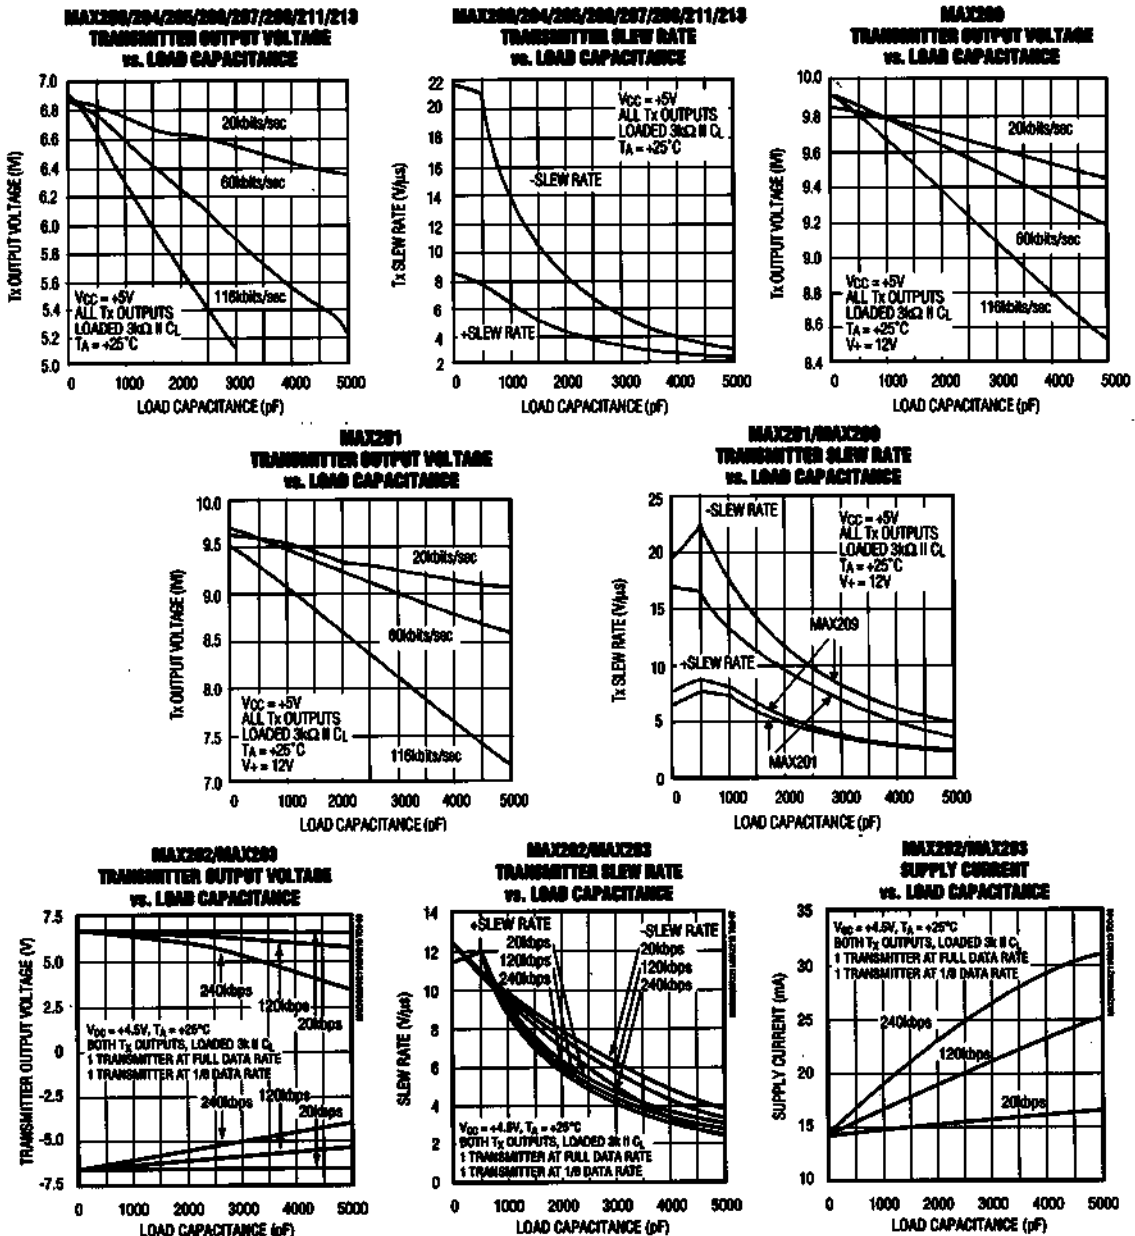 MAX200/204/205/206/207/208/211/213
TRANSMITTER OUTPUT VOLTAGE
vs. LOAD CAPACITANCE
Tx OUTPUT VOLTAGE (IVI)
7.0
6.8
6.6
6.4
6.2
6.0
5.8
5.6
5.4
5.2
5.0
20kbits/sec
60kbits/sec
116kbits/sec
VCC = +5V
ALL Tx OUTPUTS
LOADED 3kΩ II CL
TA = +25°C
0 1000 2000 3000 4000 5000
LOAD CAPACITANCE (pF)
MAX200/204/205/206/207/208/211/213
TRANSMITTER SLEW RATE
vs. LOAD CAPACITANCE
Tx SLEW RATE (V/µs)
22
20
18
16
14
12
10
8
6
4
2
VCC = +5V
ALL Tx OUTPUTS
LOADED 3kΩ II CL
TA = +25°C
-SLEW RATE
+SLEW RATE
0 1000 2000 3000 4000 5000
LOAD CAPACITANCE (pF)
MAX209
TRANSMITTER OUTPUT VOLTAGE
vs. LOAD CAPACITANCE
Tx OUTPUT VOLTAGE (IVI)
10.0
9.8
9.6
9.4
9.2
9.0
8.8
8.6
8.4
20kbits/sec
60kbits/sec
116kbits/sec
VCC = +5V
ALL Tx OUTPUTS
LOADED 3kΩ II CL
TA = +25°C
V+ = 12V
0 1000 2000 3000 4000 5000
LOAD CAPACITANCE (pF)
MAX201
TRANSMITTER OUTPUT VOLTAGE
vs. LOAD CAPACITANCE
Tx OUTPUT VOLTAGE (IVI)
10.0
9.5
9.0
8.5
8.0
7.5
7.0
20kbits/sec
60kbits/sec
116kbits/sec
VCC = +5V
ALL Tx OUTPUTS
LOADED 3kΩ II CL
TA = +25°C
V+ = 12V
0 1000 2000 3000 4000 5000
LOAD CAPACITANCE (pF)
MAX201/MAX209
TRANSMITTER SLEW RATE
vs. LOAD CAPACITANCE
Tx SLEW RATE (V/µs)
25
20
15
10
5
0
-SLEW RATE
VCC = +5V
ALL Tx OUTPUTS
LOADED 3kΩ II CL
TA = +25°C
V+ = 12V
MAX209
+SLEW RATE
MAX201
0 1000 2000 3000 4000 5000
LOAD CAPACITANCE (pF)
MAX202/MAX203
TRANSMITTER OUTPUT VOLTAGE
vs. LOAD CAPACITANCE
TRANSMITTER OUTPUT VOLTAGE (V)
7.5
5.0
2.5
0
-2.5
-5.0
-7.5
240kbps
120kbps
20kbps
VCC = +4.5V, TA = +25°C
BOTH TX OUTPUTS, LOADED 3k II CL
1 TRANSMITTER AT FULL DATA RATE
1 TRANSMITTER AT 1/8 DATA RATE
240kbps
120kbps
20kbps
0 1000 2000 3000 4000 5000
LOAD CAPACITANCE (pF)
MAX202/MAX203
TRANSMITTER SLEW RATE
vs. LOAD CAPACITANCE
SLEW RATE (V/µs)
14
12
10
8
6
4
2
0
+SLEW RATE
20kbps
120kbps
240kbps
-SLEW RATE
20kbps
120kbps
240kbps
VCC = +4.5V, TA = +25°C
BOTH TX OUTPUTS, LOADED 3k II CL
1 TRANSMITTER AT FULL DATA RATE
1 TRANSMITTER AT 1/8 DATA RATE
0 1000 2000 3000 4000 5000
LOAD CAPACITANCE (pF)
MAX202/MAX203
SUPPLY CURRENT
vs. LOAD CAPACITANCE
SUPPLY CURRENT (mA)
35
30
25
20
15
10
VCC = +4.5V, TA = +25°C
BOTH TX OUTPUTS, LOADED 3k II CL
1 TRANSMITTER AT FULL DATA RATE
1 TRANSMITTER AT 1/8 DATA RATE
240kbps
120kbps
20kbps
0 1000 2000 3000 4000 5000
LOAD CAPACITANCE (pF)